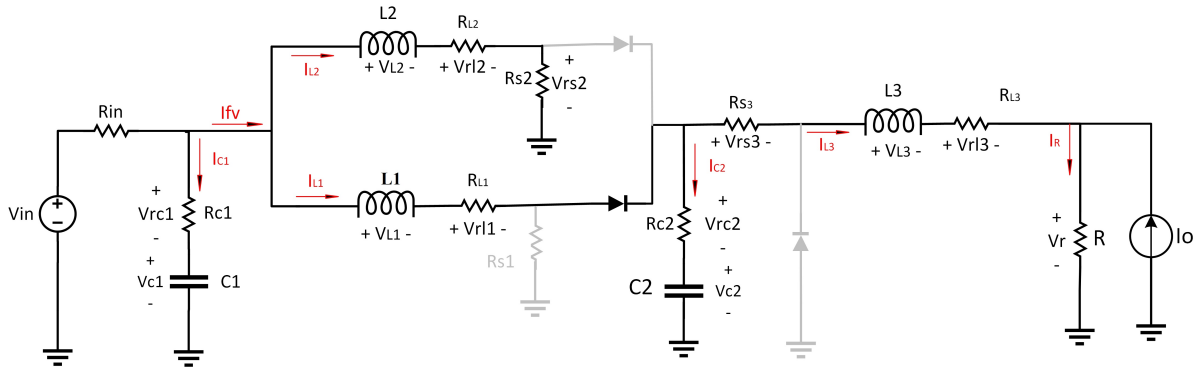 L2
RL2
IL2
+ VL2 -
+ Vrl2 -
Rs2
+
Vrs2
-
Rin
Ifv
IC1
Vin
+
-
+
Vrc1
-
Rc1
+
Vc1
-
C1
IL1
L1
+ VL1 -
RL1
+ Vrl1 -
Rs1
IC2
Rc2
+
Vrc2
-
C2
+
Vc2
-
Rs3
+ Vrs3 -
IL3
L3
+ VL3 -
RL3
+ Vrl3 -
IR
+
Vr
-
R
Io